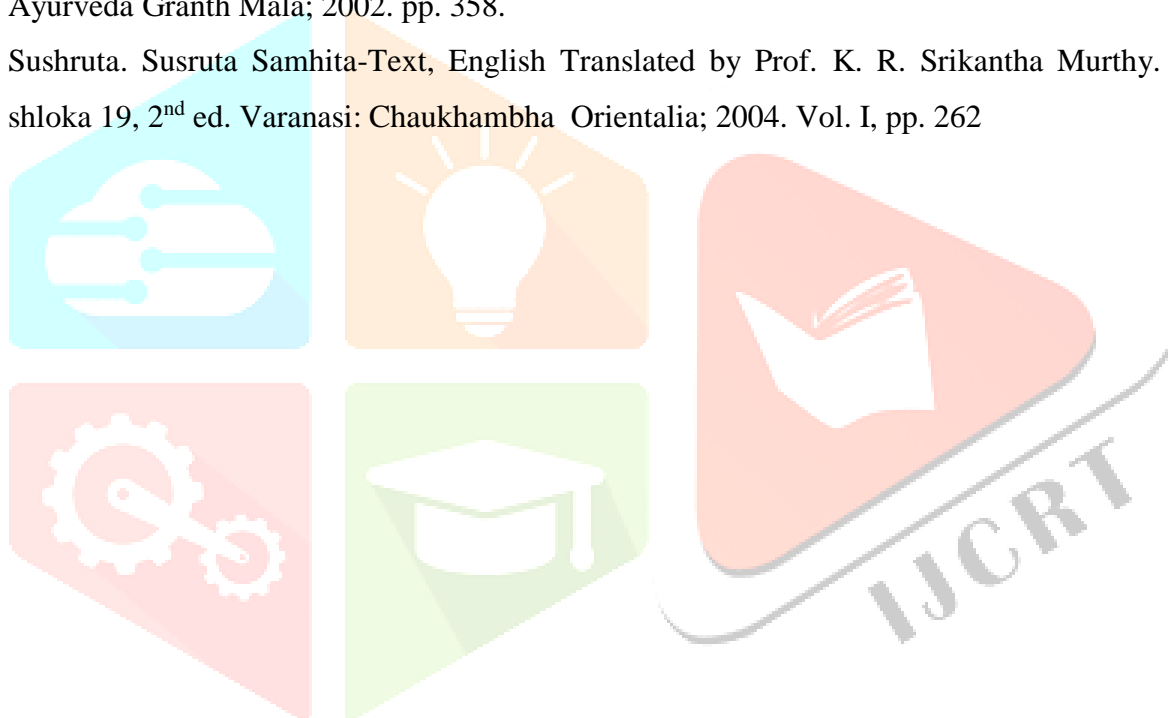 Ayurveda Granth Mala; 2002. pp. 358.
Sushruta. Susruta Samhita-Text, English Translated by Prof. K. R. Srikantha Murthy.
shloka 19, 2nd ed. Varanasi: Chaukhambha Orientalia; 2004. Vol. I, pp. 262
IJCRT